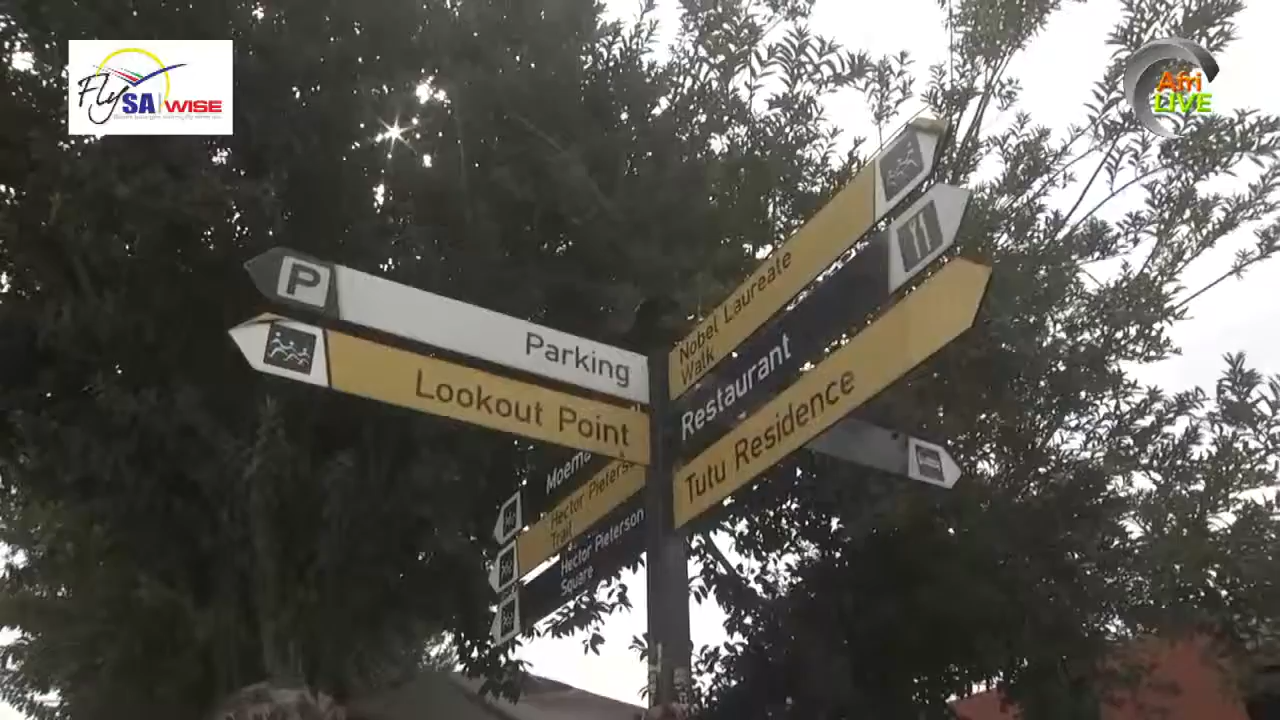 Fly
SA WISE
Afri
LIVE
P
Parking
Lookout Point
Nobel Laureate
Walk
Restaurant
Tutu Residence
Hector Pieterson
Trail
Hector Pieterson
Square